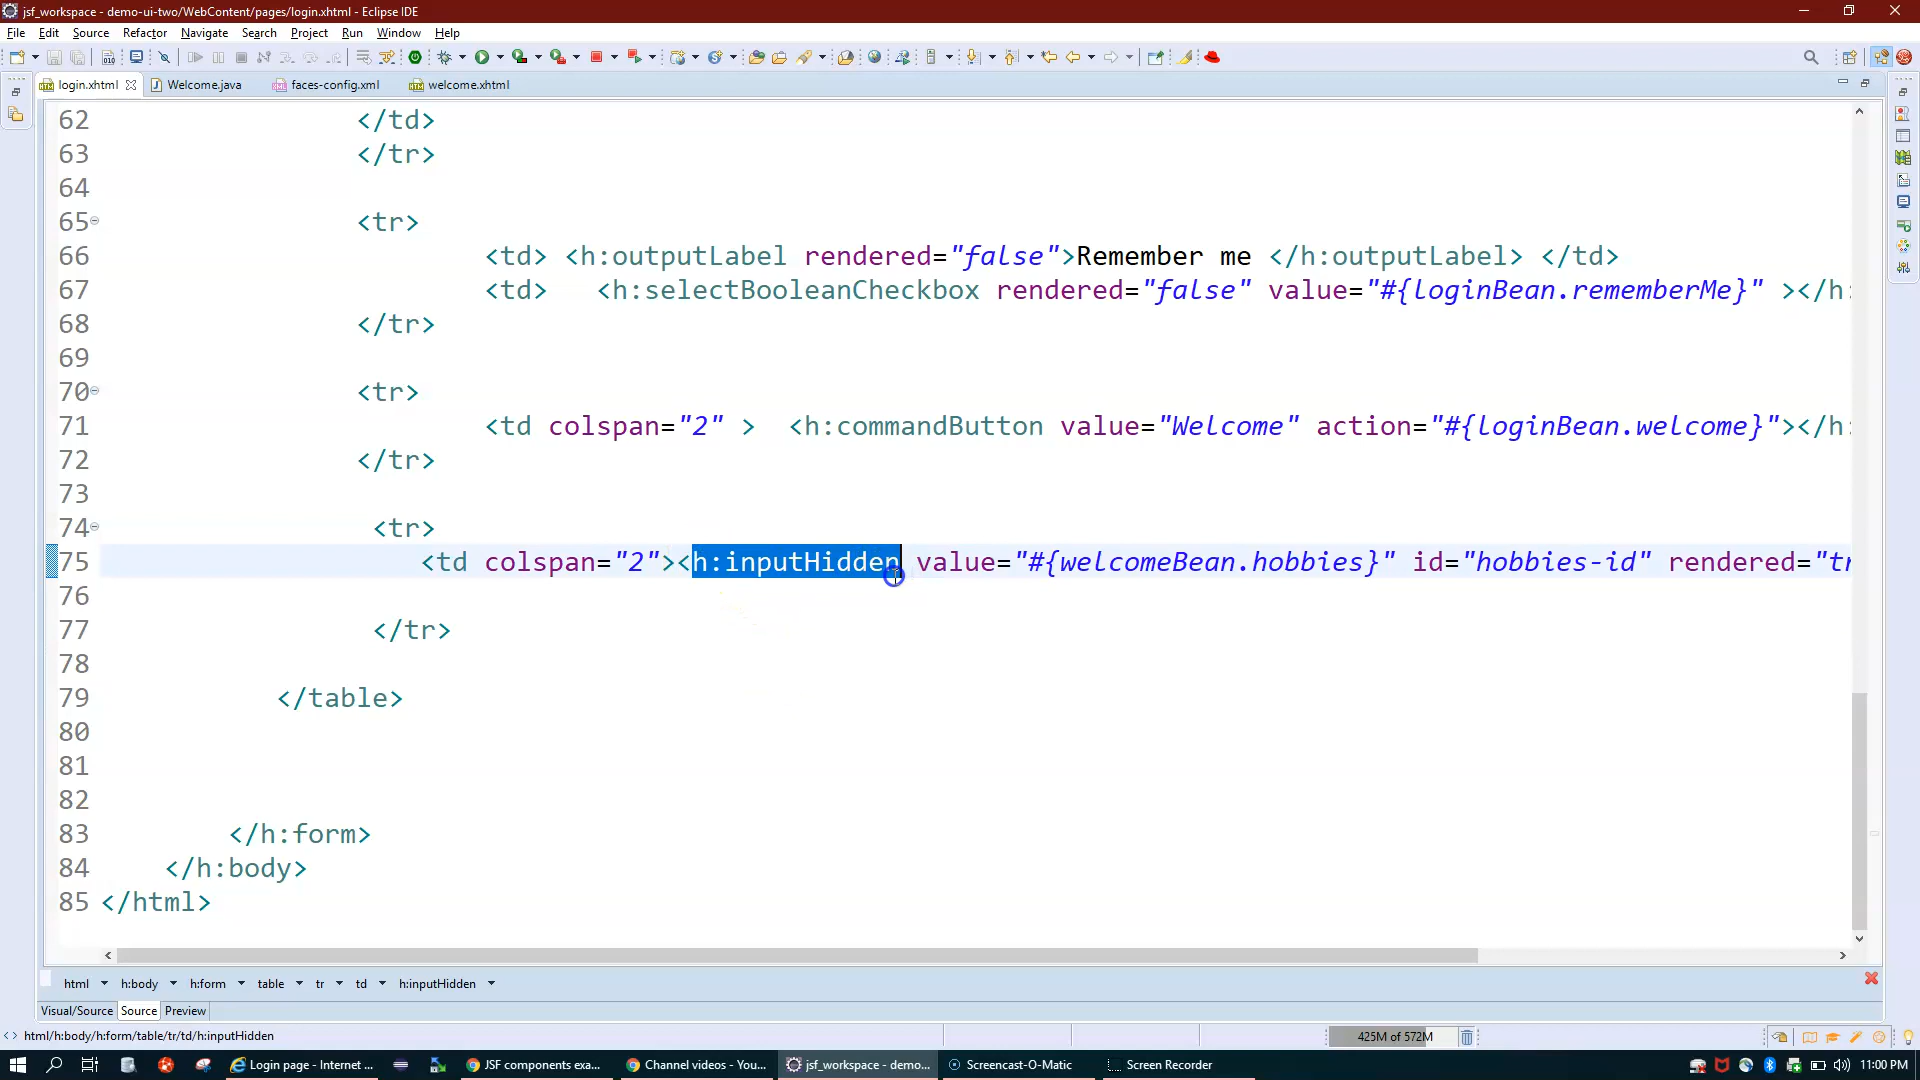 jsf_workspace - demo-ui-two/WebContent/pages/login.xhtml - Eclipse IDE
File Edit Source Refactor Navigate Search Project Run Window Help
login.xhtml Welcome.java faces-config.xml welcome.xhtml
62 </td>
63 </tr>
64
65 <tr>
66 <td> <h:outputLabel rendered="false">Remember me </h:outputLabel> </td>
67 <td> <h:selectBooleanCheckbox rendered="false" value="#{loginBean.rememberMe}" ></h:
68 </tr>
69
70 <tr>
71 <td colspan="2" > <h:commandButton value="Welcome" action="#{loginBean.welcome}"></h:
72 </tr>
73
74 <tr>
75 <td colspan="2"><h:inputHidden value="#{welcomeBean.hobbies}" id="hobbies-id" rendered="tr
76
77 </tr>
78
79 </table>
80
81
82
83 </h:form>
84 </h:body>
85 </html>
html h:body h:form table tr td h:inputHidden
Visual/Source Source Preview
html/h:body/h:form/table/tr/td/h:inputHidden 425M of 572M
Login page - Internet ... JSF components exa... Channel videos - You... jsf_workspace - demo... Screencast-O-Matic Screen Recorder 11:00 PM